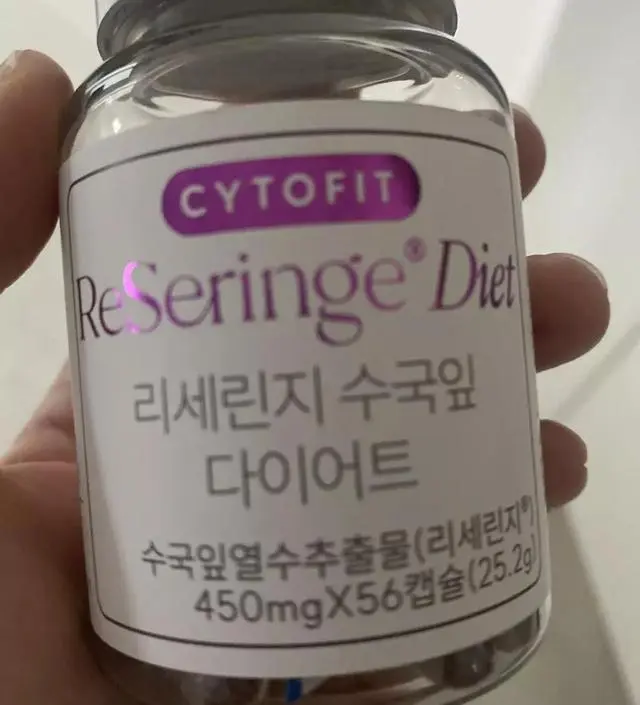 CYTOFIT
ReSeringe® Diet
리세린지 수국잎
다이어트
수국잎열수추출물(리세린지®)
450mgX56캡슐(25.2g)